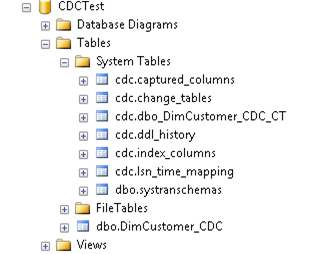 CDCTest
Database Diagrams
Tables
System Tables
cdc.captured_columns
cdc.change_tables
cdc.dbo_DimCustomer_CDC_CT
cdc.ddl_history
cdc.index_columns
cdc.lsn_time_mapping
dbo.systranschemas
FileTables
dbo.DimCustomer_CDC
Views